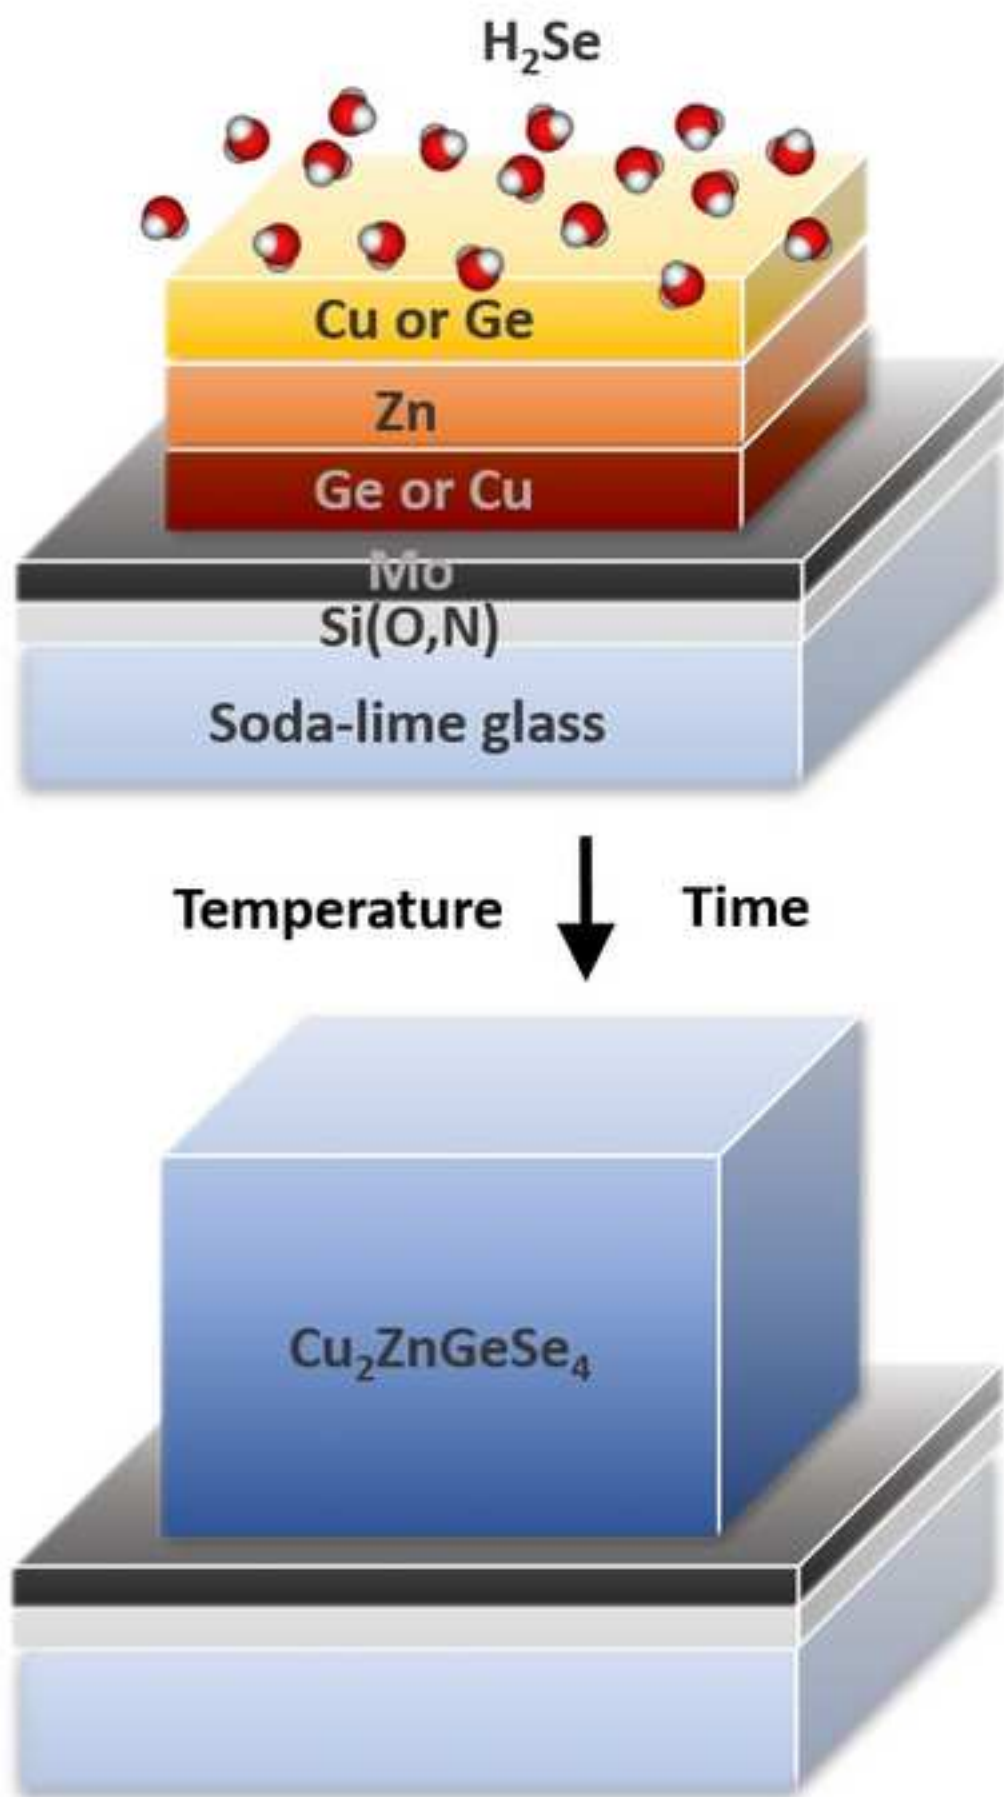 H₂Se
Cu or Ge
Zn
Ge or Cu
Mo
Si(O,N)
Soda-lime glass
Temperature Time
Cu₂ZnGeSe₄